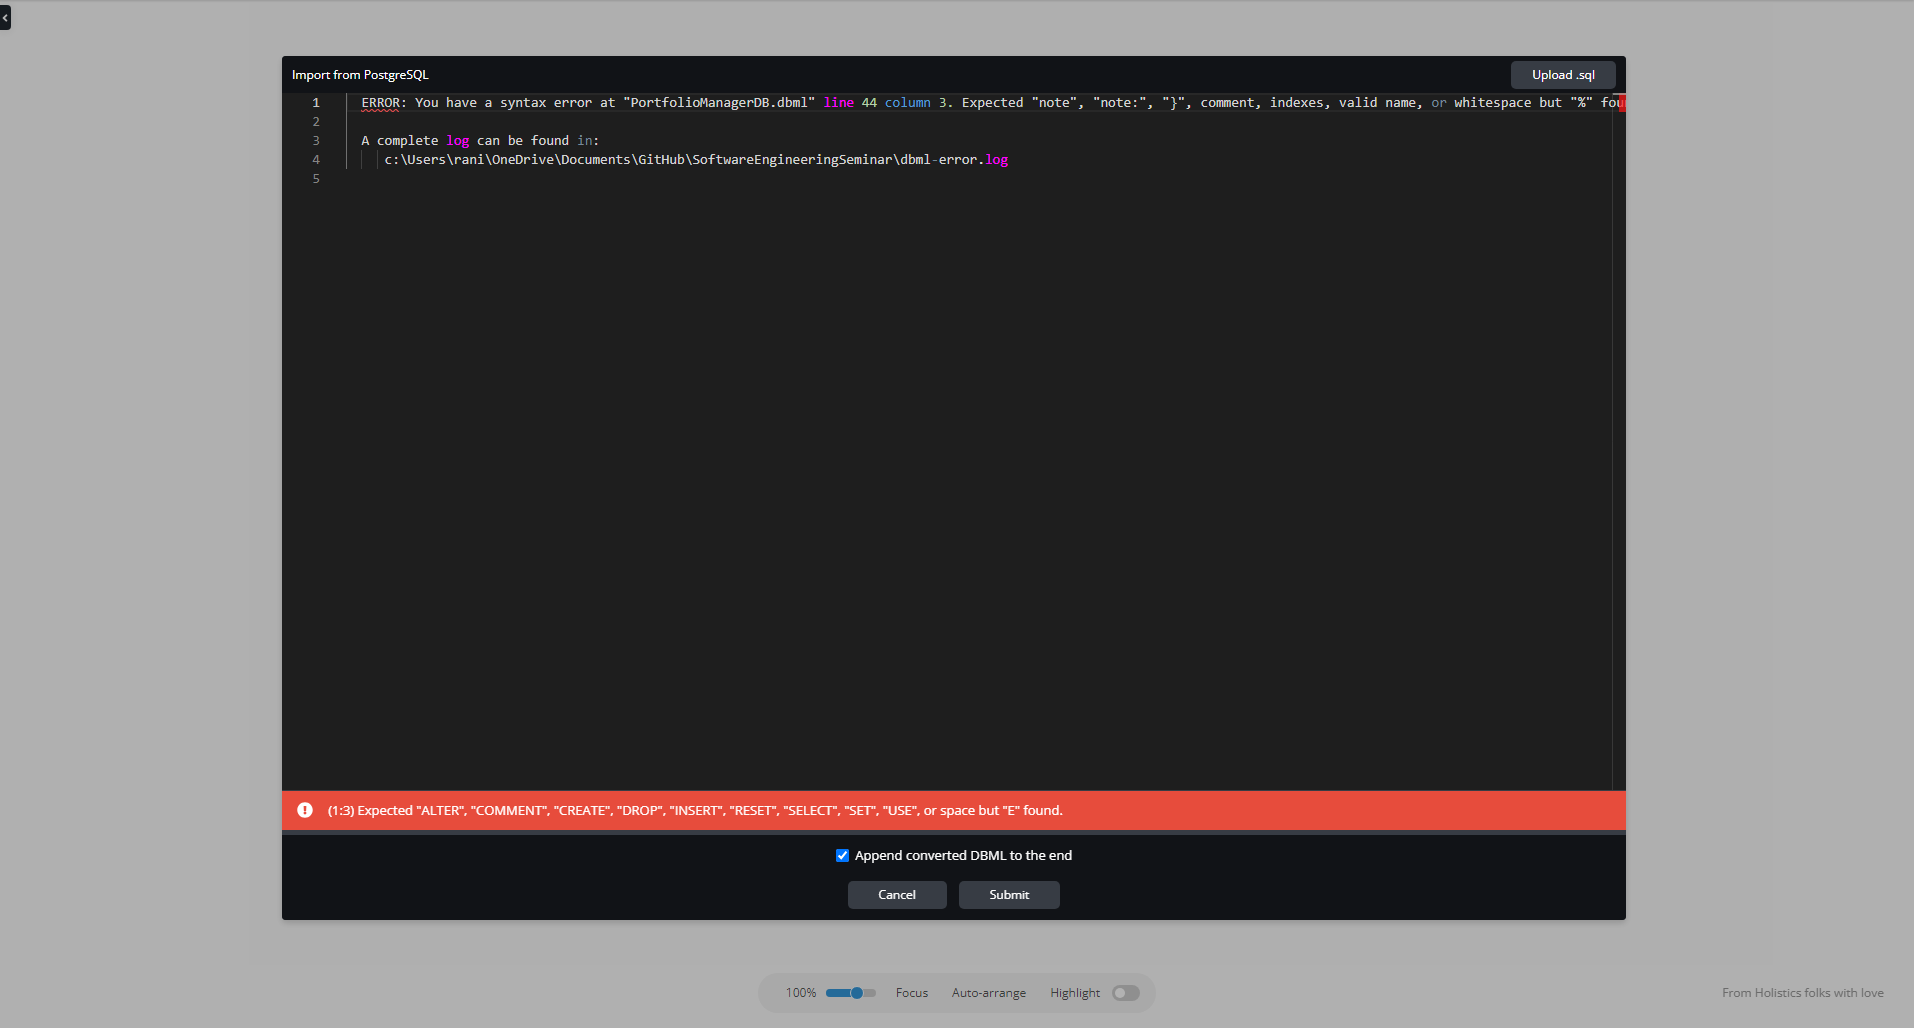 Import from PostgreSQL
Upload .sql
1 ERROR: You have a syntax error at "PortfolioManagerDB.dbml" line 44 column 3. Expected "note", "note:", "}", comment, indexes, valid name, or whitespace but "%" fou
2
3 A complete log can be found in:
4 c:\Users\rani\OneDrive\Documents\GitHub\SoftwareEngineeringSeminar\dbml-error.log
5
(1:3) Expected "ALTER", "COMMENT", "CREATE", "DROP", "INSERT", "RESET", "SELECT", "SET", "USE", or space but "E" found.
Append converted DBML to the end
Cancel Submit
100% Focus Auto-arrange Highlight
From Holistics folks with love